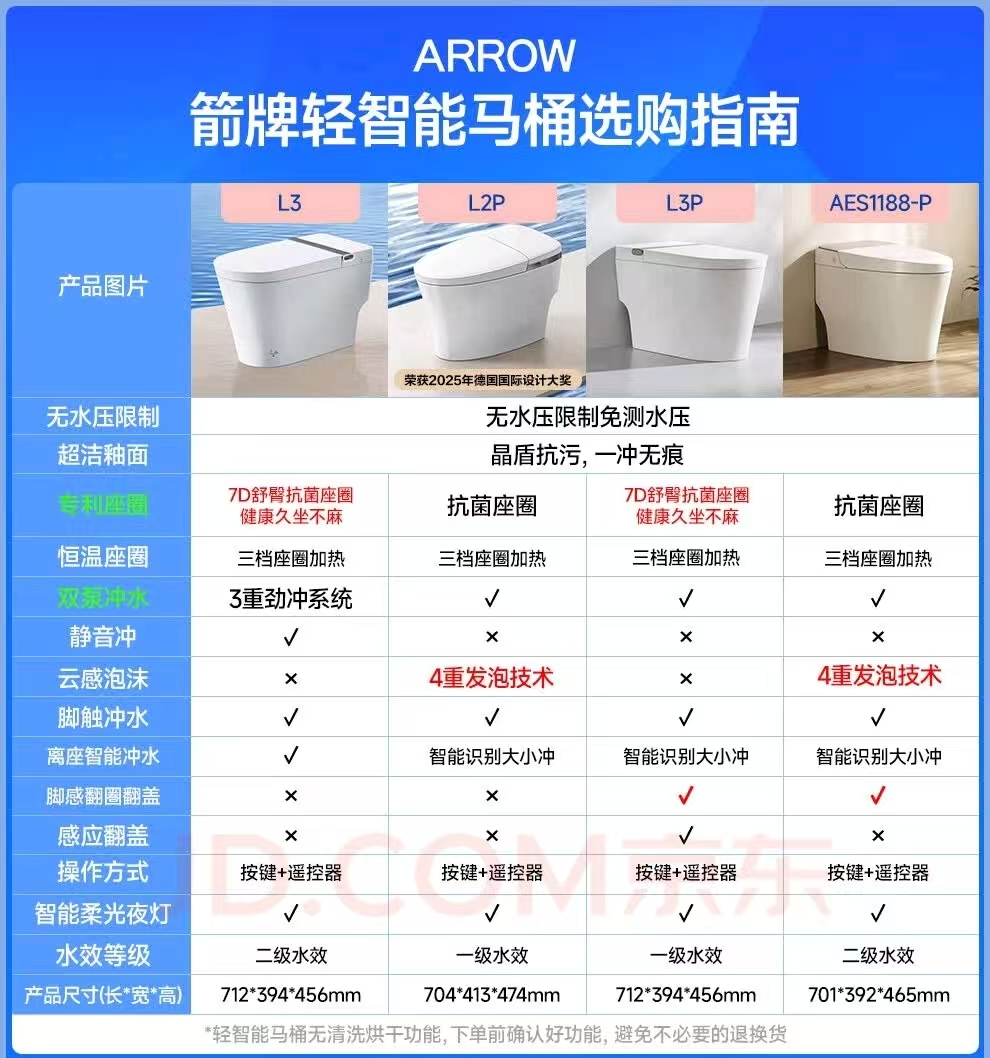 ARROW
箭牌轻智能马桶选购指南
产品图片 L3 L2P L3P AES1188-P
荣获2025年德国国际设计大奖
无水压限制 无水压限制免测水压
超洁釉面 晶盾抗污, 一冲无痕
专利座圈 7D舒臀抗菌座圈 健康久坐不麻 抗菌座圈 7D舒臀抗菌座圈 健康久坐不麻 抗菌座圈
恒温座圈 三档座圈加热 三档座圈加热 三档座圈加热 三档座圈加热
双泵冲水 3重劲冲系统 ✓ ✓ ✓
静音冲 ✓ × × ×
云感泡沫 × 4重发泡技术 × 4重发泡技术
脚触冲水 ✓ ✓ ✓ ✓
离座智能冲水 ✓ 智能识别大小冲 智能识别大小冲 智能识别大小冲
脚感翻圈翻盖 × × ✓ ✓
感应翻盖 × × ✓ ×
操作方式 按键+遥控器 按键+遥控器 按键+遥控器 按键+遥控器
智能柔光夜灯 ✓ ✓ ✓ ✓
水效等级 二级水效 一级水效 一级水效 二级水效
产品尺寸(长*宽*高) 712*394*456mm 704*413*474mm 712*394*456mm 701*392*465mm
*轻智能马桶无清洗烘干功能, 下单前确认好功能, 避免不必要的退换货
JD.COM京东